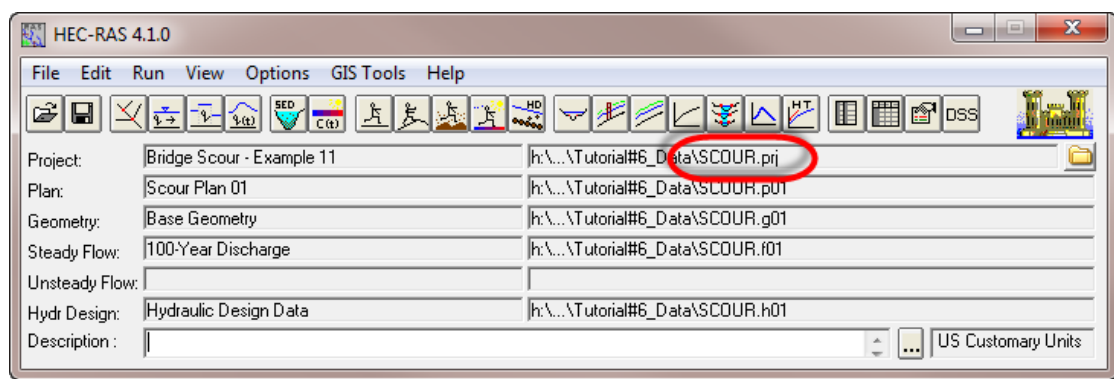 HEC-RAS 4.1.0
File Edit Run View Options GIS Tools Help
SED C(t) HD HT DSS
Project: Bridge Scour - Example 11 h:\...\Tutorial#6_Data\SCOUR.prj
Plan: Scour Plan 01 h:\...\Tutorial#6_Data\SCOUR.p01
Geometry: Base Geometry h:\...\Tutorial#6_Data\SCOUR.g01
Steady Flow: 100-Year Discharge h:\...\Tutorial#6_Data\SCOUR.f01
Unsteady Flow:
Hydr Design: Hydraulic Design Data h:\...\Tutorial#6_Data\SCOUR.h01
Description : ... US Customary Units